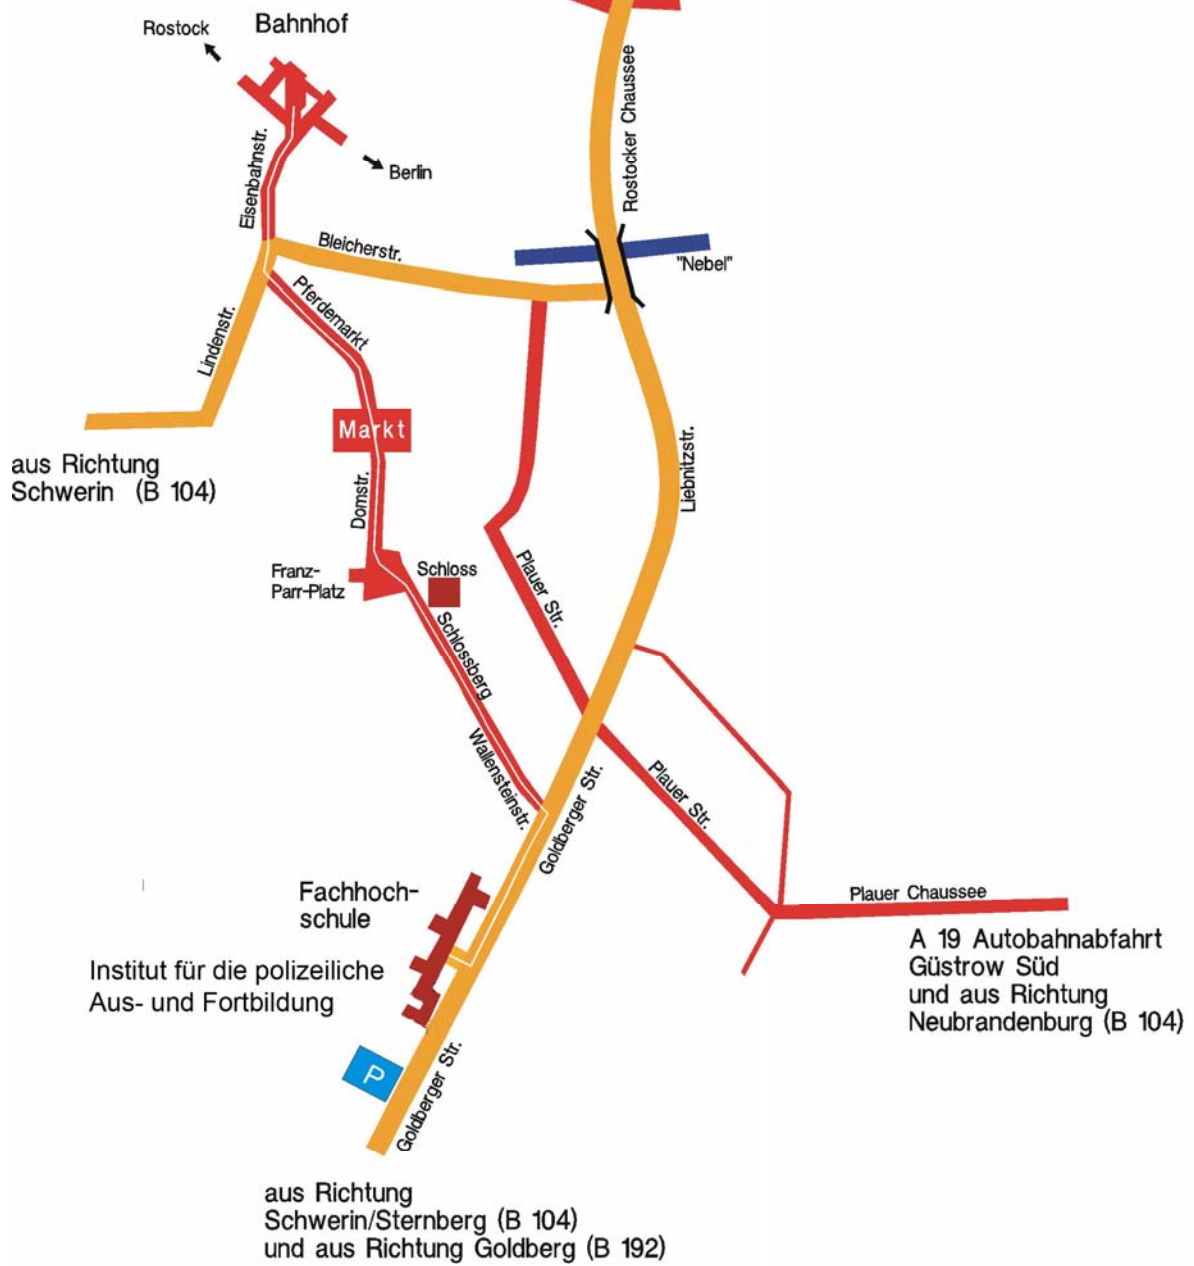 Rostock
Bahnhof
Berlin
Eisenbahnstr.
Rostocker Chaussee
Bleicherstr.
"Nebel"
Lindenstr.
Pferdemarkt
Markt
aus Richtung
Schwerin (B 104)
Domstr.
Liebnitzstr.
Franz-
Parr-Platz
Schloss
Plauer Str.
Schlossberg
Wallensteinstr.
Goldberger Str.
Plauer Str.
Plauer Chaussee
Fachhoch-
schule
Institut für die polizeiliche
Aus- und Fortbildung
A 19 Autobahnabfahrt
Güstrow Süd
und aus Richtung
Neubrandenburg (B 104)
P
Goldberger Str.
aus Richtung
Schwerin/Sternberg (B 104)
und aus Richtung Goldberg (B 192)